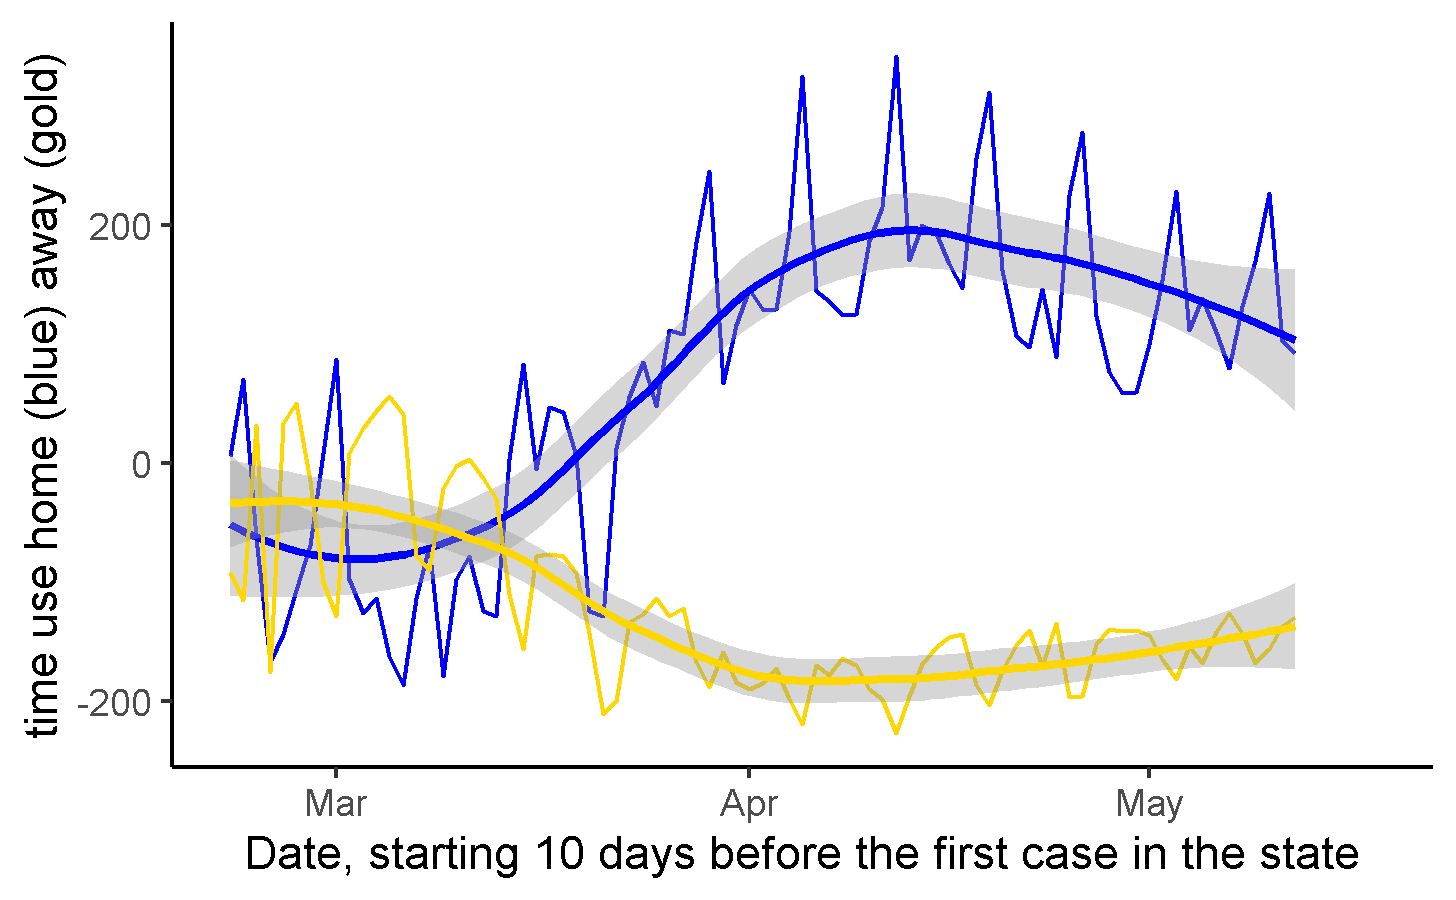 time use home (blue) away (gold)
200
0
-200
Mar Apr May
Date, starting 10 days before the first case in the state